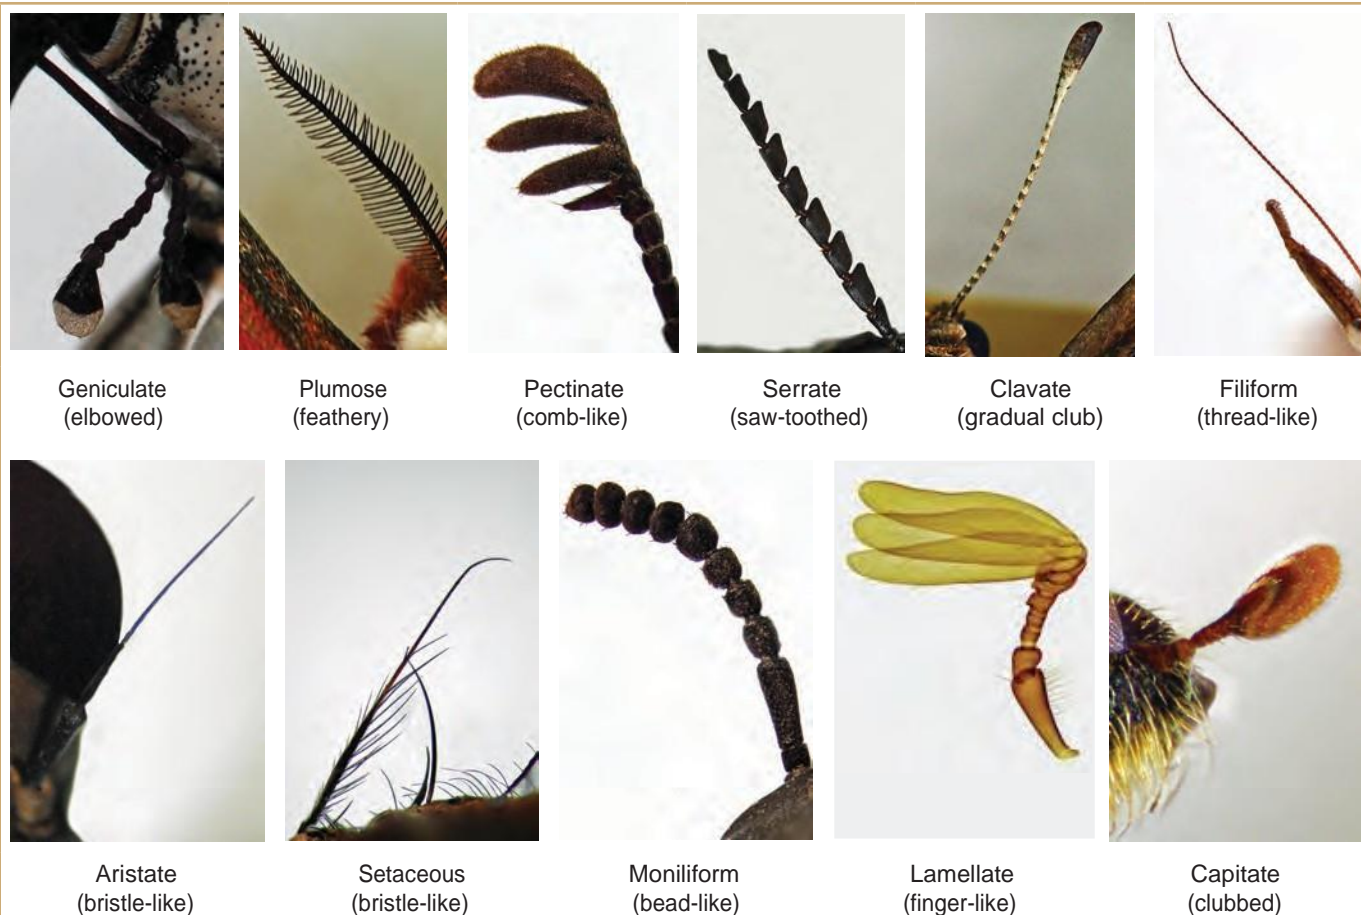 Geniculate
(elbowed)
Plumose
(feathery)
Pectinate
(comb-like)
Serrate
(saw-toothed)
Clavate
(gradual club)
Filiform
(thread-like)
Aristate
(bristle-like)
Setaceous
(bristle-like)
Moniliform
(bead-like)
Lamellate
(finger-like)
Capitate
(clubbed)